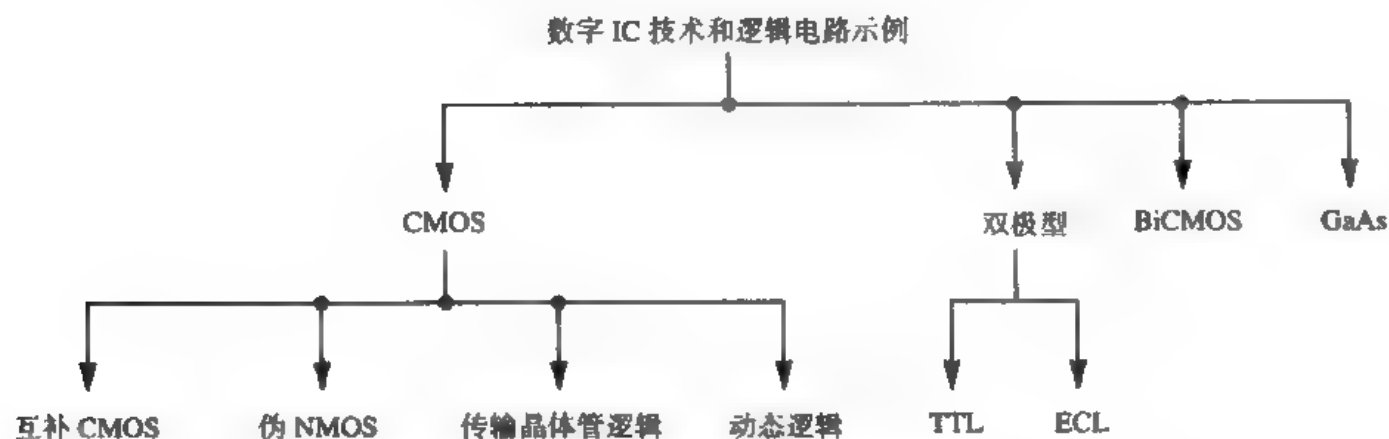 数字 IC 技术和逻辑电路示例
CMOS
双极型
BiCMOS
GaAs
互补 CMOS
伪 NMOS
传输晶体管逻辑
动态逻辑
TTL
ECL